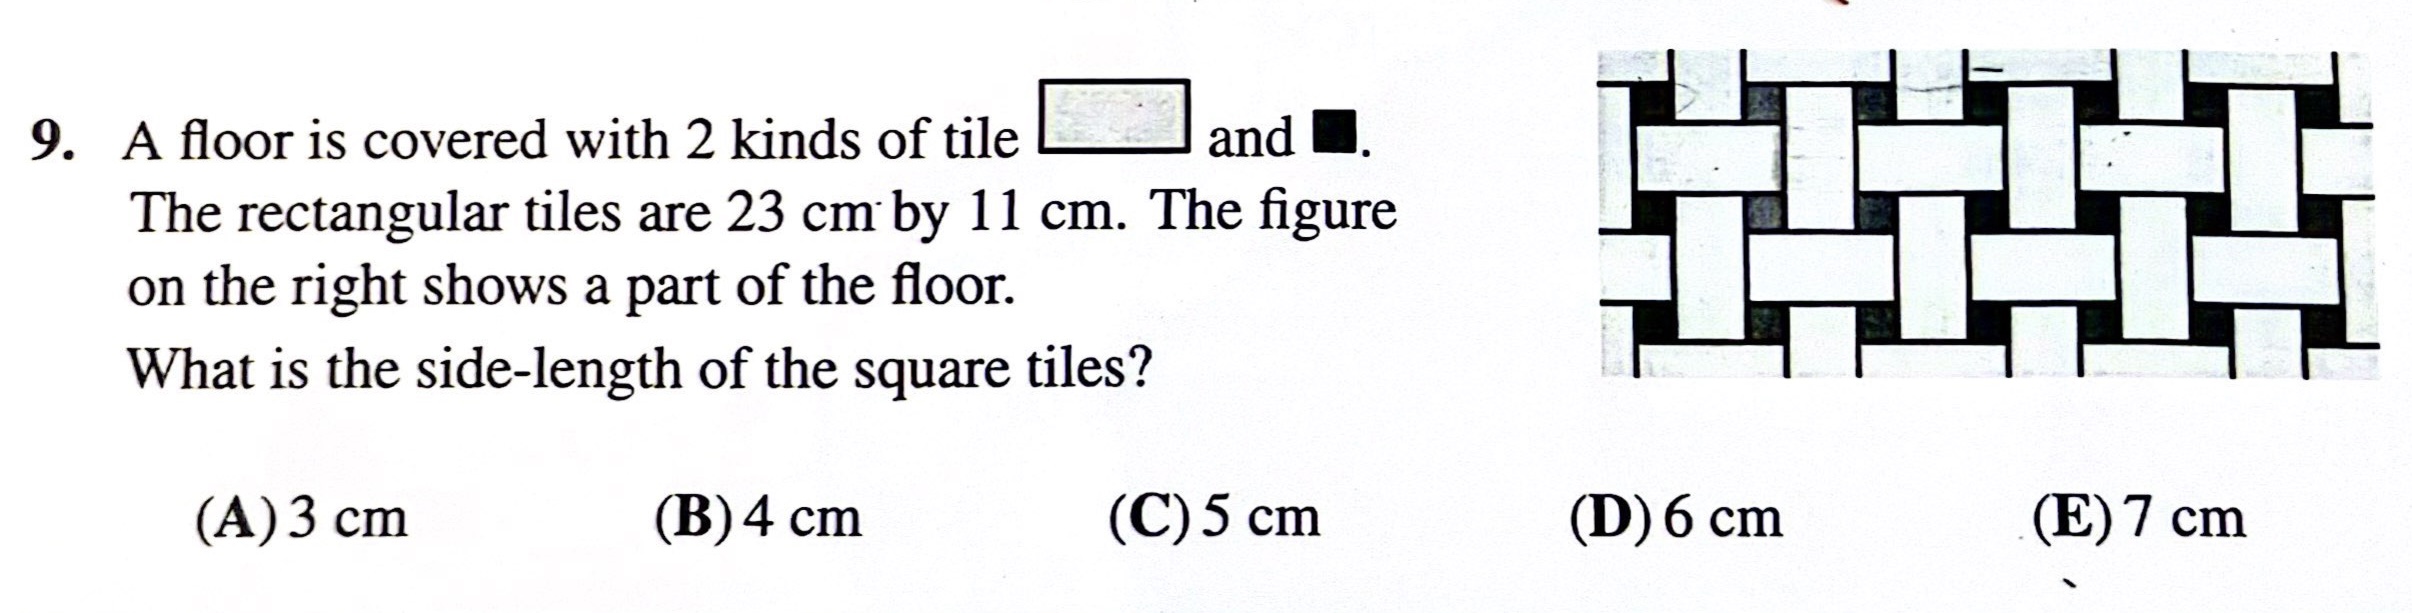 9. A floor is covered with 2 kinds of tile and .
The rectangular tiles are 23 cm by 11 cm. The figure
on the right shows a part of the floor.
What is the side-length of the square tiles?
(A) 3 cm (B) 4 cm (C) 5 cm (D) 6 cm (E) 7 cm